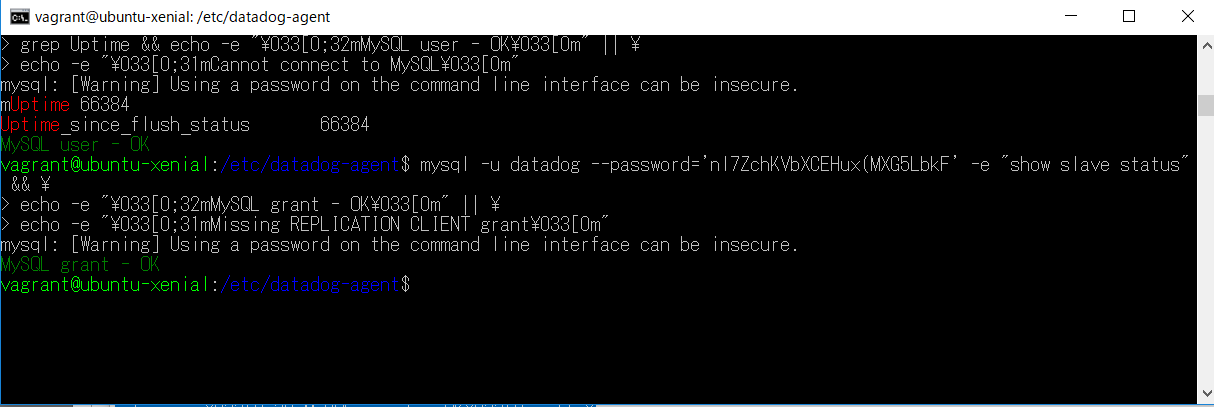 vagrant@ubuntu-xenial: /etc/datadog-agent
> grep Uptime && echo -e "¥033[0;32mMySQL user - OK¥033[0m" || ¥
> echo -e "¥033[0;31mCannot connect to MySQL¥033[0m"
mysql: [Warning] Using a password on the command line interface can be insecure.
mUptime 66384
Uptime_since_flush_status 66384
MySQL user - OK
vagrant@ubuntu-xenial:/etc/datadog-agent$ mysql -u datadog --password='nl7ZchKVbXCEHux(MXG5LbkF' -e "show slave status"
&& ¥
> echo -e "¥033[0;32mMySQL grant - OK¥033[0m" || ¥
> echo -e "¥033[0;31mMissing REPLICATION CLIENT grant¥033[0m"
mysql: [Warning] Using a password on the command line interface can be insecure.
MySQL grant - OK
vagrant@ubuntu-xenial:/etc/datadog-agent$